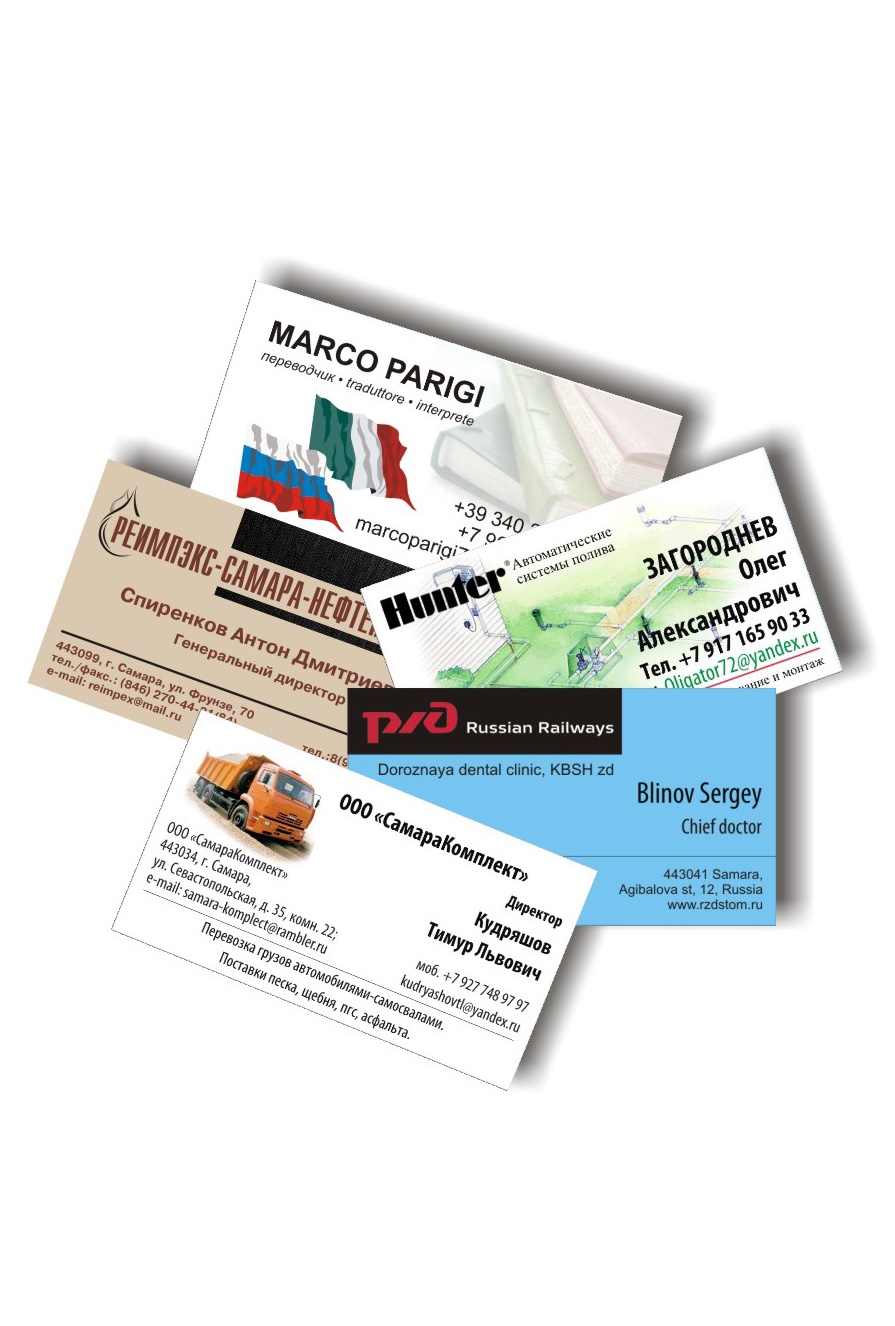 MARCO PARIGI
переводчик • traduttore • interprete
+39 340
+7 9
marcoparigi7
РЕИМПЭКС-САМАРА-НЕФТЕ
Спиренков Антон Дмитриев
Генеральный директор
443099, г. Самара, ул. Фрунзе, 70
тел./факс.: (846) 270-44-
e-mail: reimpex@mail.ru
тел.:8(9
Hunter®
Автоматические
системы полива
ЗАГОРОДНЕВ
Олег
Александрович
Тел. +7 917 165 90 33
Oligator72@yandex.ru
и монтаж
Russian Railways
Doroznaya dental clinic, KBSH zd
Blinov Sergey
Chief doctor
443041 Samara,
Agibalova st, 12, Russia
www.rzdstom.ru
ООО «СамараКомплект»
ООО «СамараКомплект»
443034, г. Самара,
ул. Севастопольская, д. 35, комн. 22;
e-mail: samara-komplect@rambler.ru
Директор
Кудряшов
Тимур Львович
моб. +7 927 748 97 97
kudryashovtl@yandex.ru
Перевозка грузов автомобилями-самосвалами.
Поставки песка, щебня, пгс, асфальта.